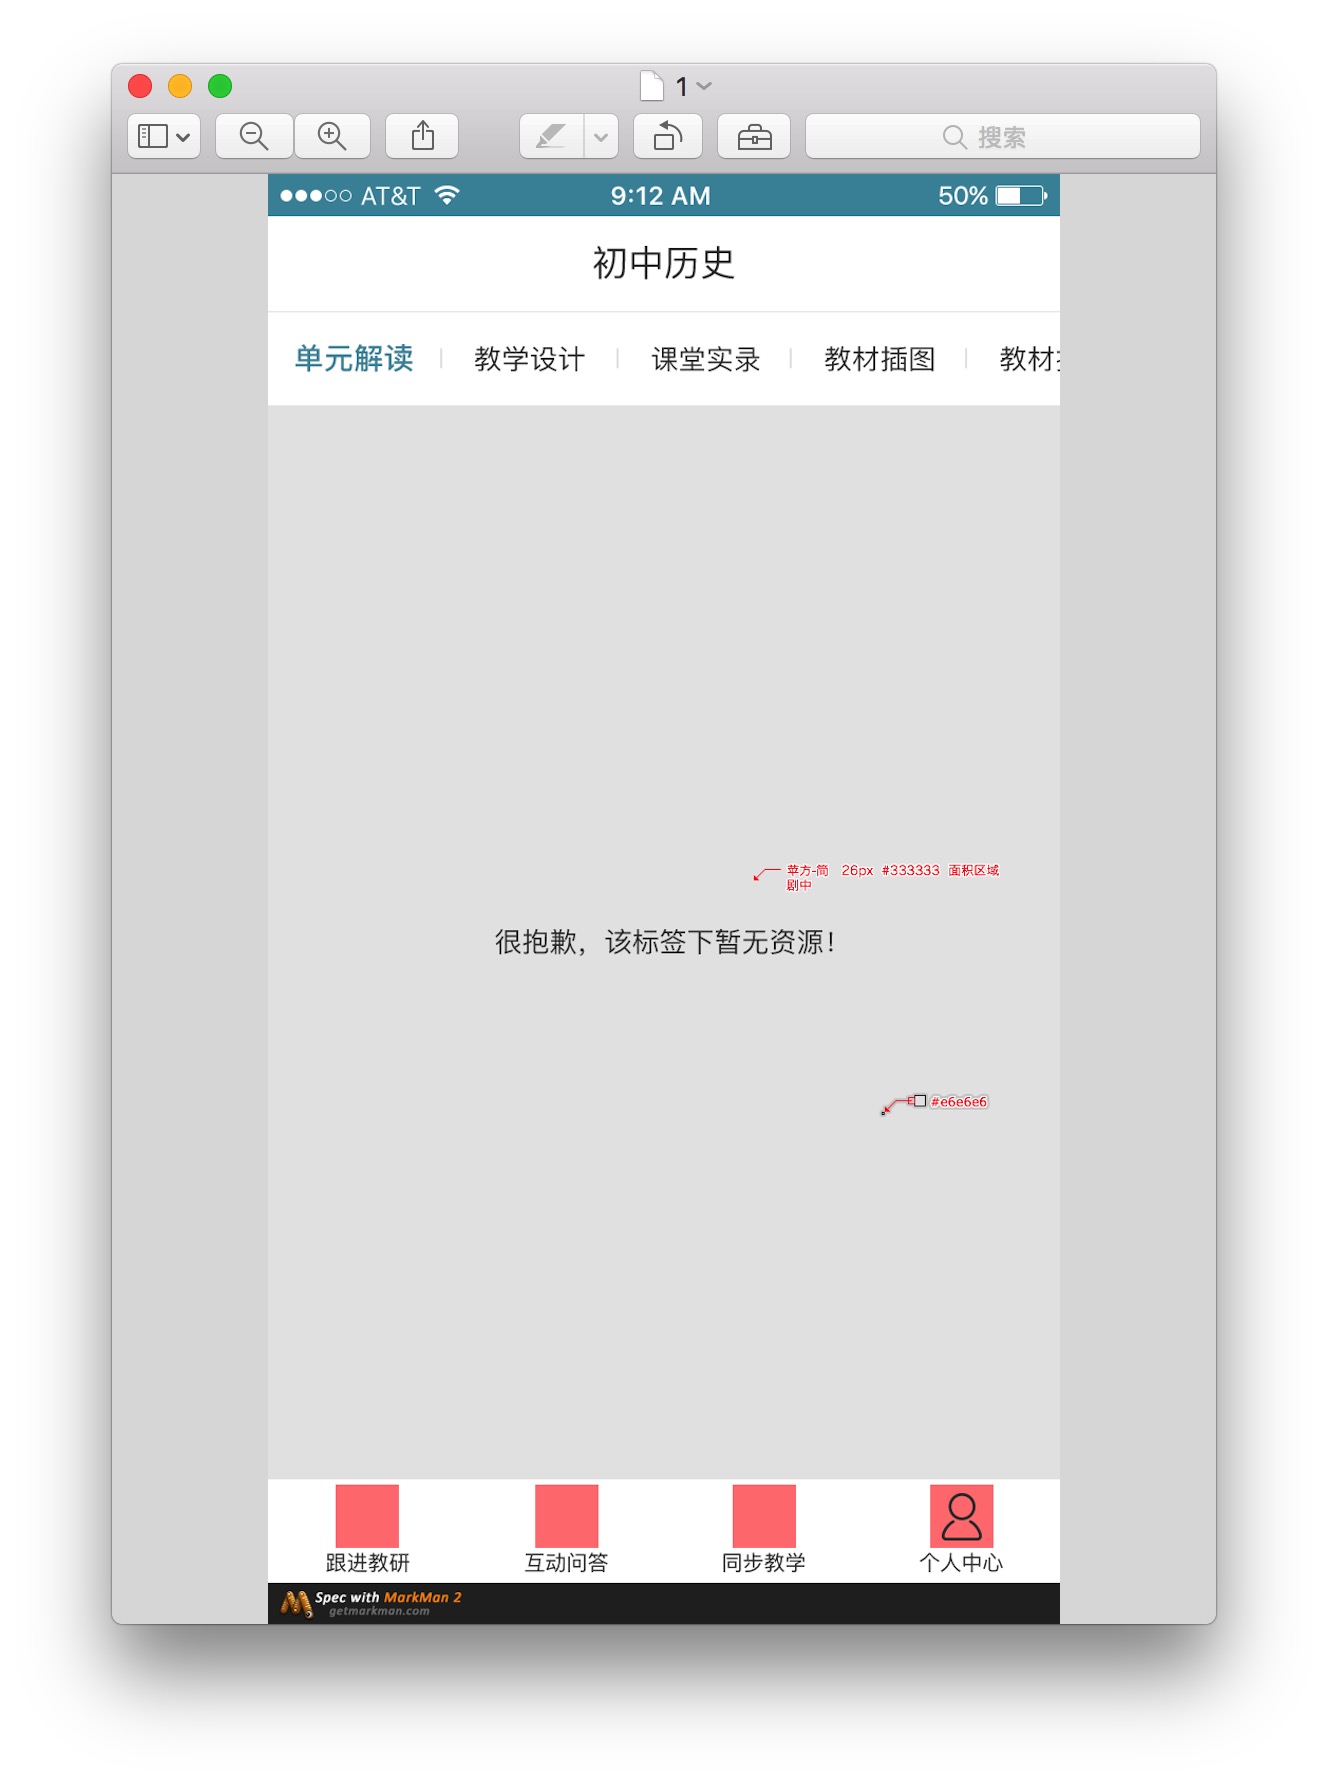 1
搜索
AT&T
9:12 AM
50%
初中历史
单元解读
教学设计
课堂实录
教材插图
教材
苹方-简 26px #333333 面积区域
剧中
很抱歉，该标签下暂无资源！
#e6e6e6
跟进教研
互动问答
同步教学
个人中心
Spec with MarkMan 2
getmarkman.com